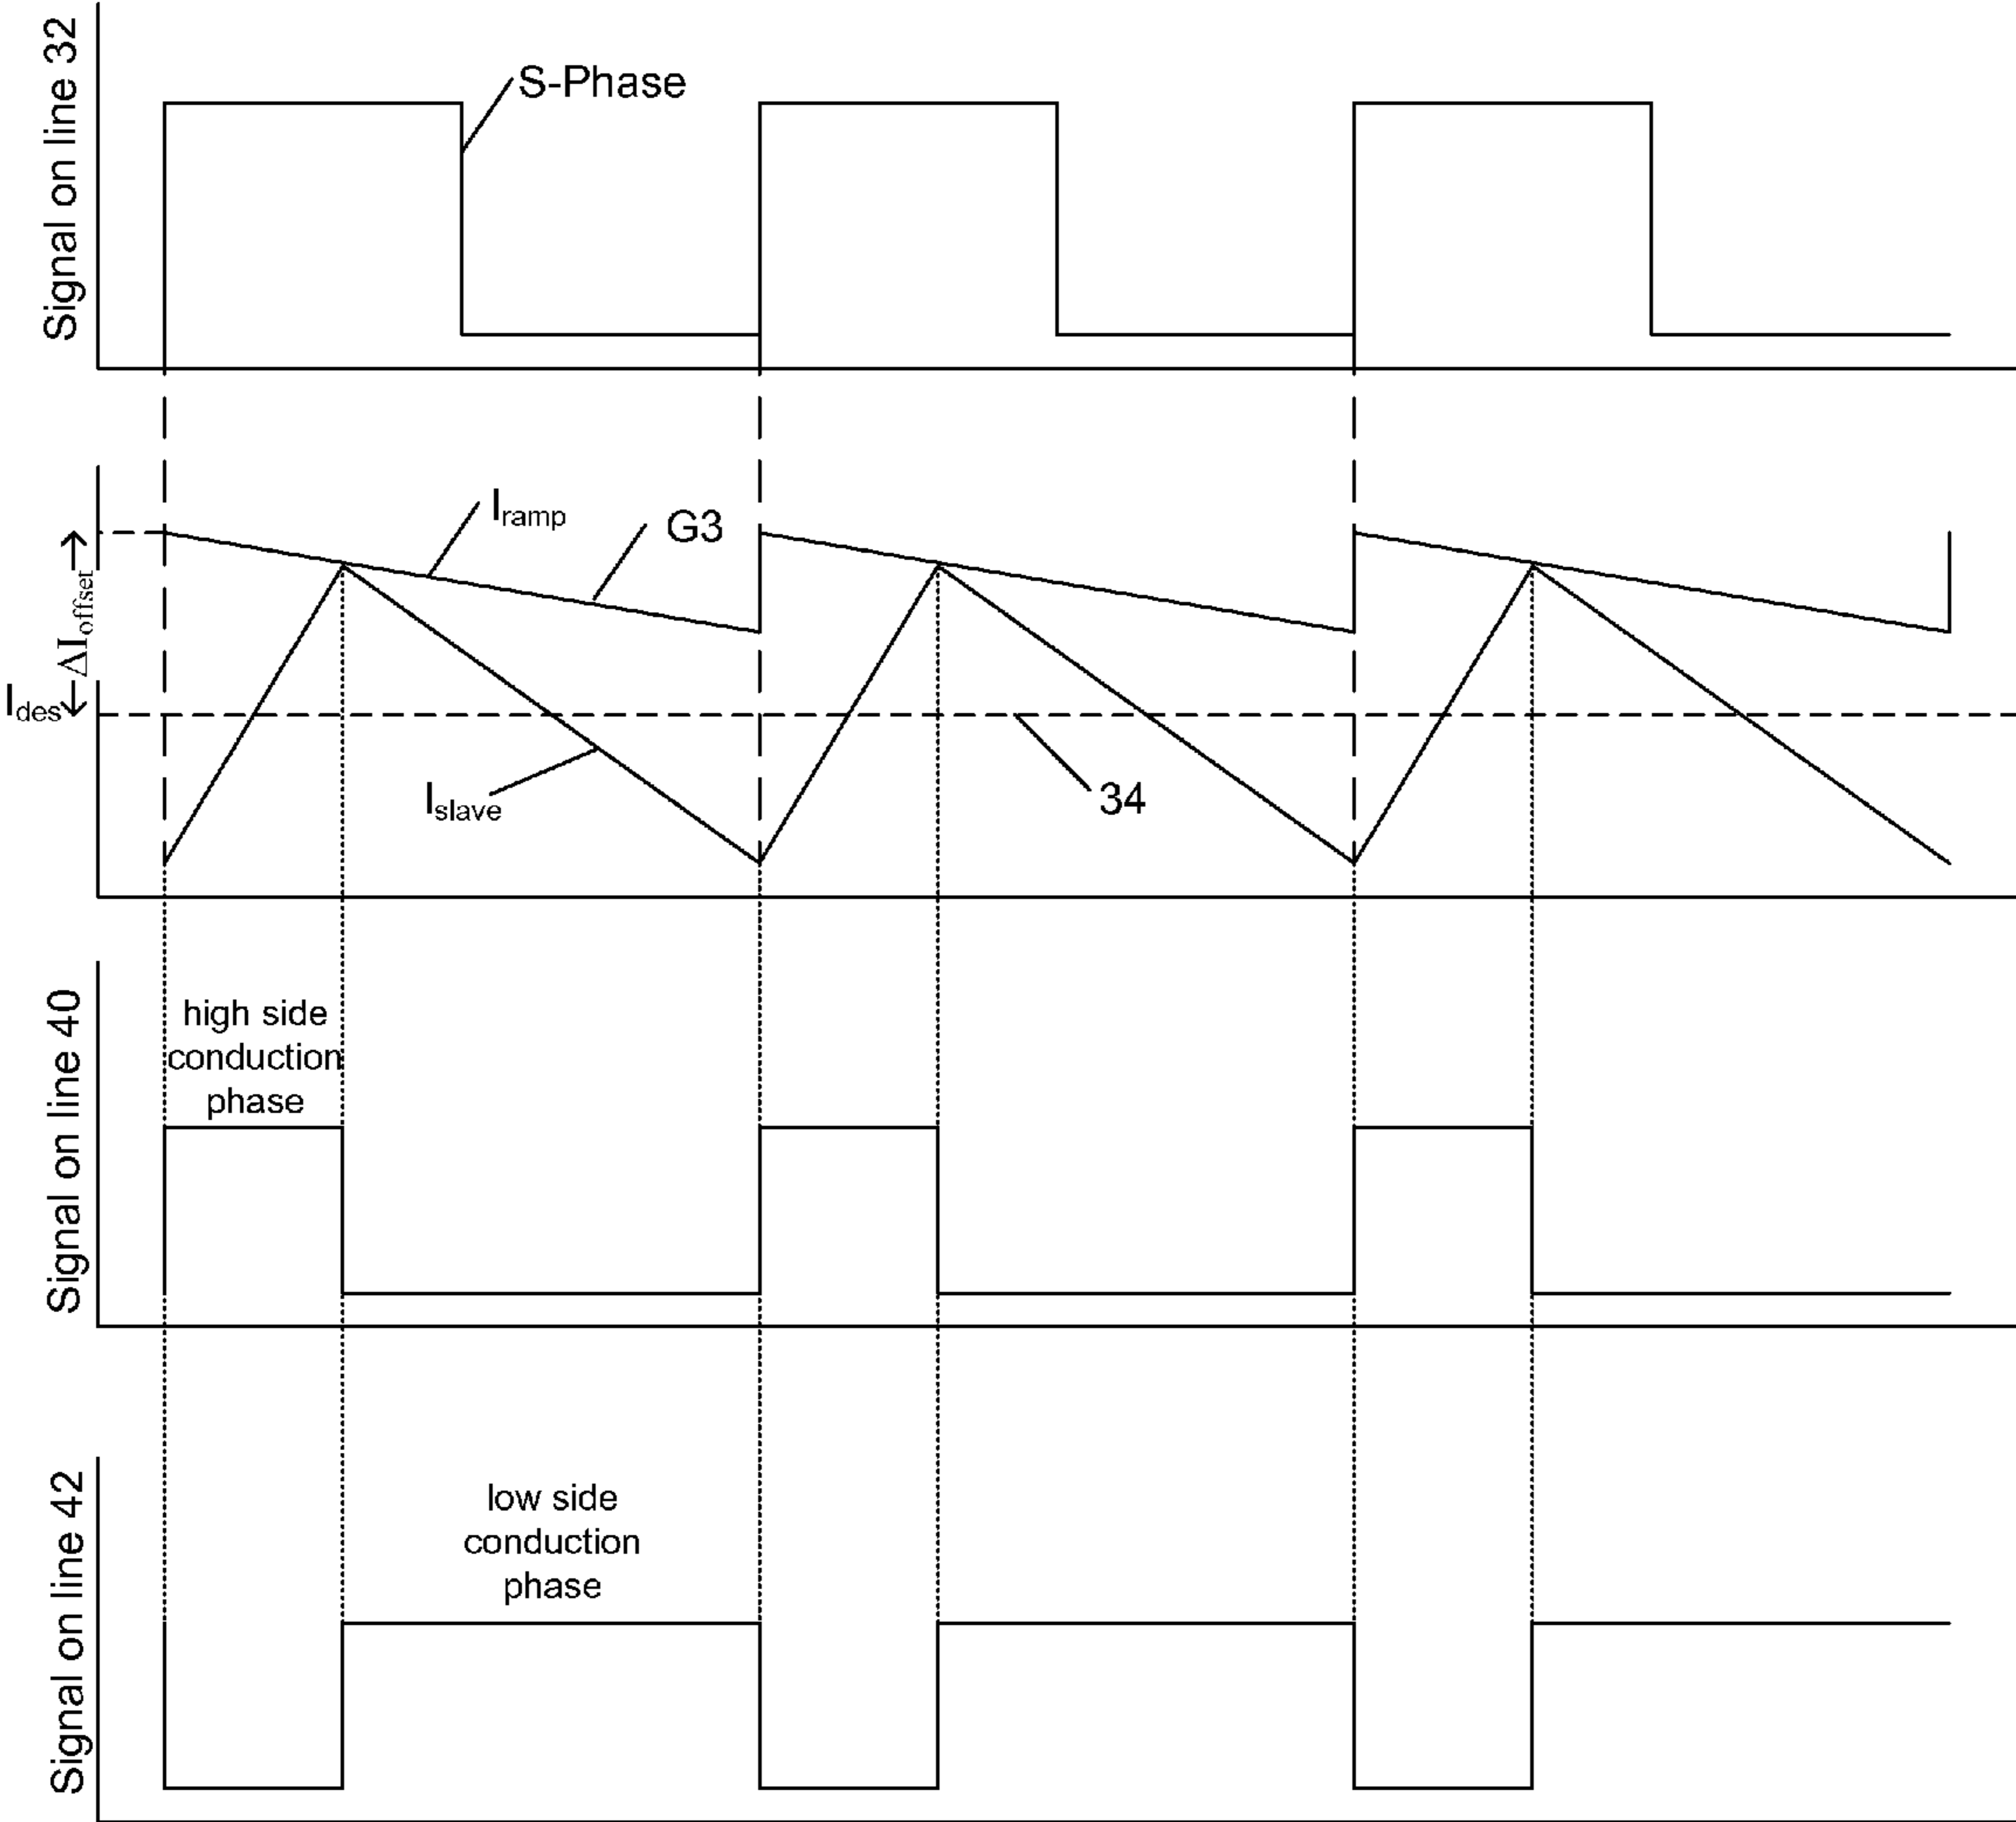 Signal on line 32
S-Phase
Iramp
G3
ΔIoffset
Ides
Islave
34
Signal on line 40
high side
conduction
phase
Signal on line 42
low side
conduction
phase